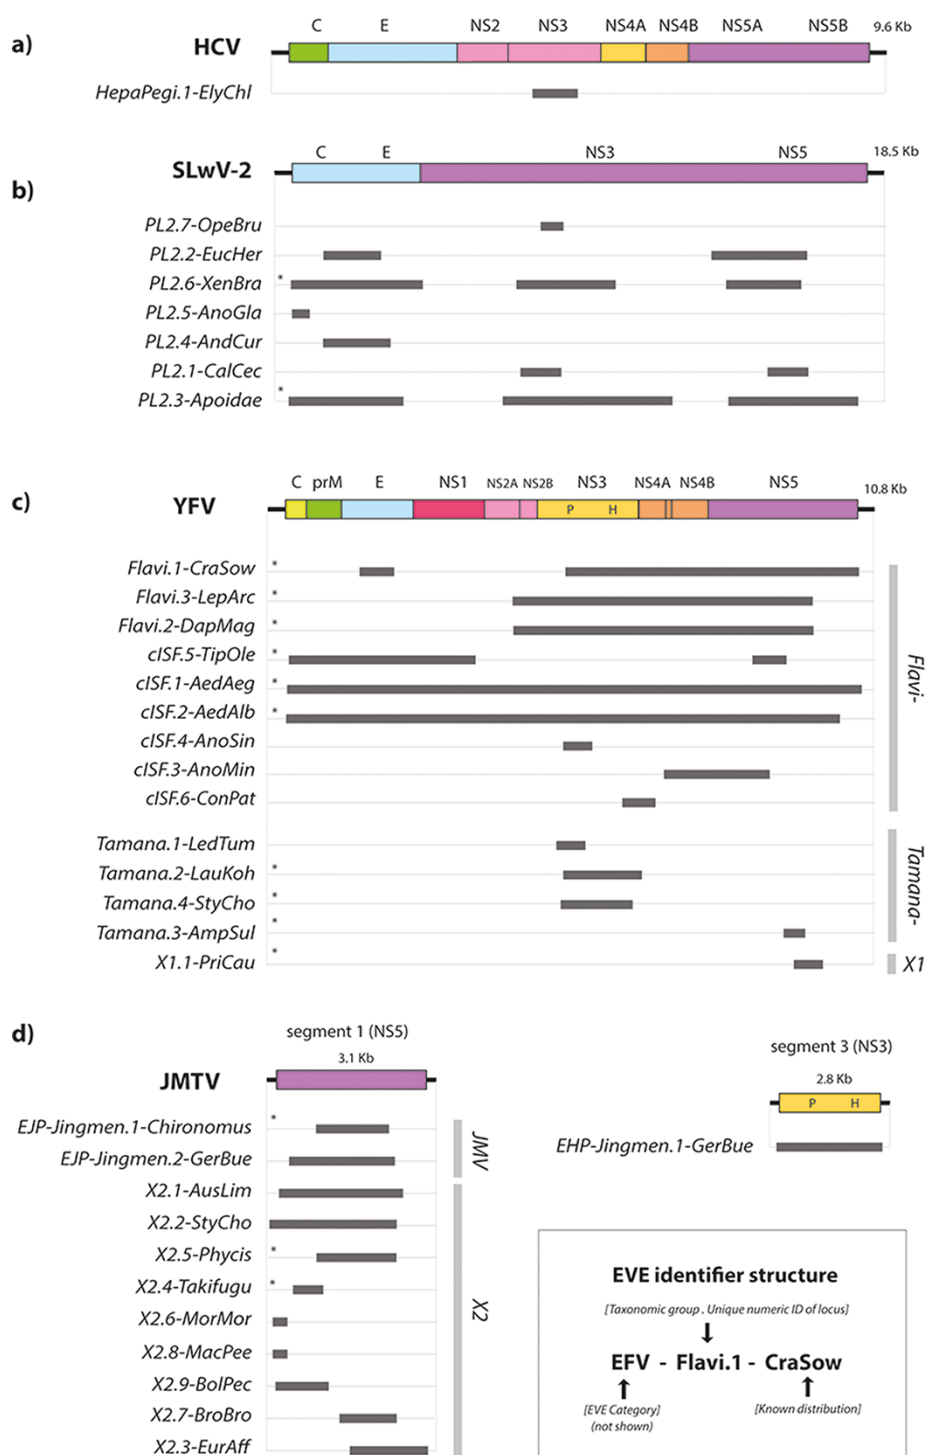 a)
HCV
C E NS2 NS3 NS4A NS4B NS5A NS5B 9.6 Kb
HepaPegi.1-ElyChl
b)
SLwV-2
C E NS3 NS5 18.5 Kb
PL2.7-OpeBru
PL2.2-EucHer
* PL2.6-XenBra
PL2.5-AnoGla
PL2.4-AndCur
PL2.1-CalCec
* PL2.3-Apoidae
c)
YFV
C prM E NS1 NS2A NS2B NS3 NS4A NS4B NS5 10.8 Kb
P H
Flavi.1-CraSow *
Flavi.3-LepArc *
Flavi.2-DapMag *
cISF.5-TipOle *
cISF.1-AedAeg *
cISF.2-AedAlb *
cISF.4-AnoSin
cISF.3-AnoMin
cISF.6-ConPat
Flavi-
Tamana.1-LedTum
Tamana.2-LauKoh *
Tamana.4-StyCho *
Tamana.3-AmpSul *
Tamana-
X1.1-PriCau *
X1
d)
segment 1 (NS5)
3.1 Kb
JMTV
EJP-Jingmen.1-Chironomus *
EJP-Jingmen.2-GerBue
JMV
X2.1-AusLim
X2.2-StyCho
X2.5-Phycis *
X2.4-Takifugu *
X2.6-MorMor
X2.8-MacPee
X2.9-BolPec
X2.7-BroBro
X2.3-EurAff
X2
segment 3 (NS3)
2.8 Kb
P H
EHP-Jingmen.1-GerBue
EVE identifier structure
[Taxonomic group . Unique numeric ID of locus]
EFV - Flavi.1 - CraSow
[EVE Category] [Known distribution]
(not shown)